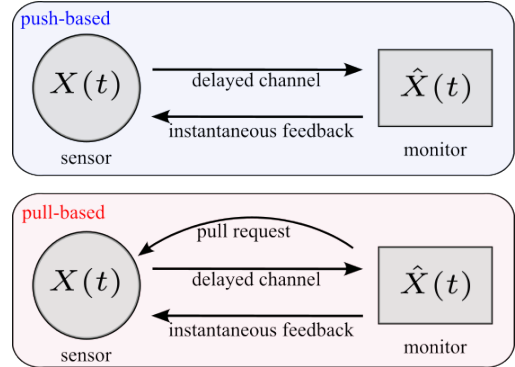 push-based
X(t)
delayed channel
X̂(t)
instantaneous feedback
sensor
monitor
pull-based
pull request
X(t)
delayed channel
X̂(t)
instantaneous feedback
sensor
monitor